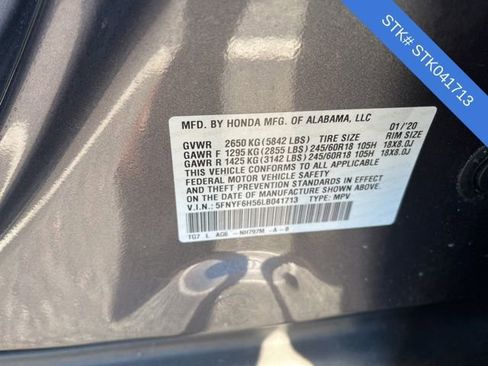 STK# STK041713
MFD. BY HONDA MFG. OF ALABAMA, LLC 01/'20
GVWR 2650 KG (5842 LBS) TIRE SIZE RIM SIZE
GAWR F 1295 KG (2855 LBS) 245/60R18 105H 18X8.0J
GAWR R 1425 KG (3142 LBS) 245/60R18 105H 18X8.0J
THIS VEHICLE CONFORMS TO ALL APPLICABLE
FEDERAL MOTOR VEHICLE SAFETY STANDARDS IN EFFECT
ON THE DATE OF MANUFACTURE SHOWN ABOVE.
V.I.N.: 5FNYF6H56LB041713 TYPE: MPV
TG7 L AG6 -NH797M -A -B